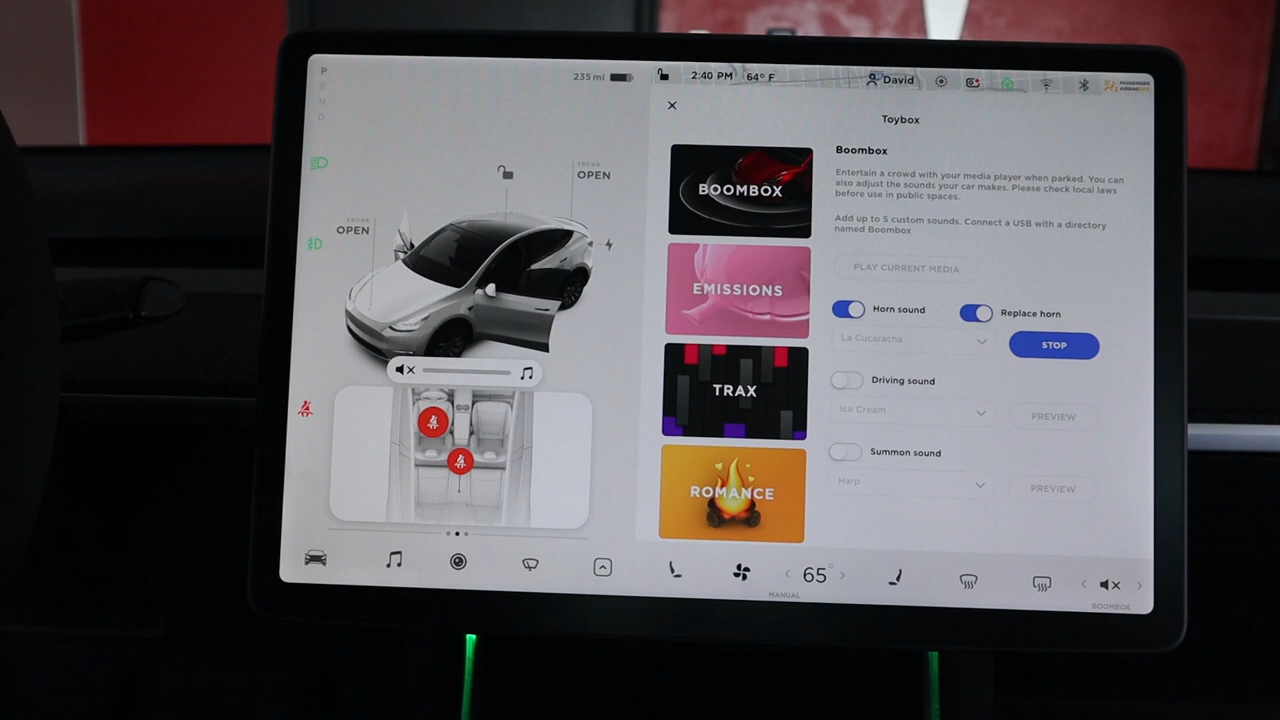 P
R
N
D
235 mi
2:40 PM 64° F
David
PASSENGER
AIRBAG OFF
TRUNK
OPEN
FRUNK
OPEN
Toybox
BOOMBOX
EMISSIONS
TRAX
ROMANCE
Boombox
Entertain a crowd with your media player when parked. You can
also adjust the sounds your car makes. Please check local laws
before use in public spaces.
Add up to 5 custom sounds. Connect a USB with a directory
named Boombox
PLAY CURRENT MEDIA
Horn sound Replace horn
La Cucaracha STOP
Driving sound
Ice Cream PREVIEW
Summon sound
Harp PREVIEW
65°
MANUAL
BOOMBOX